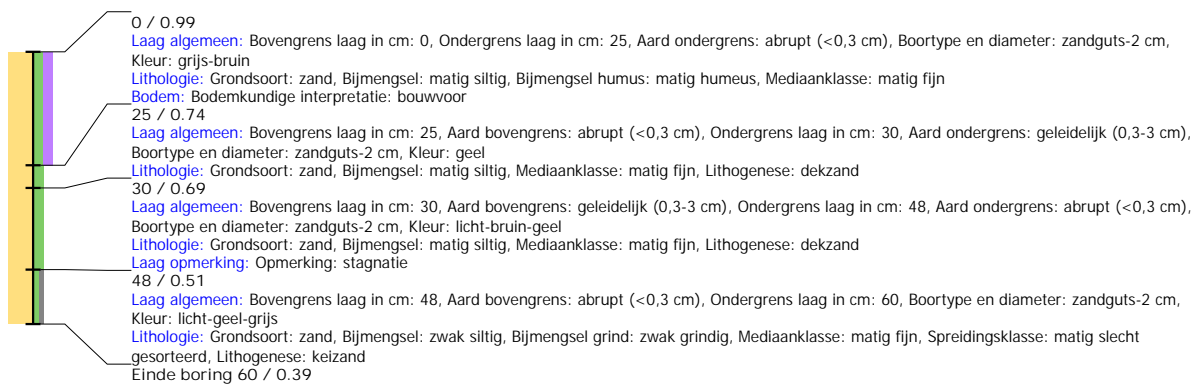 0 / 0.99
Laag algemeen: Bovengrens laag in cm: 0, Ondergrens laag in cm: 25, Aard ondergrens: abrupt (<0,3 cm), Boortype en diameter: zandguts-2 cm,
Kleur: grijs-bruin
Lithologie: Grondsoort: zand, Bijmengsel: matig siltig, Bijmengsel humus: matig humeus, Mediaanklasse: matig fijn
Bodem: Bodemkundige interpretatie: bouwvoor
25 / 0.74
Laag algemeen: Bovengrens laag in cm: 25, Aard bovengrens: abrupt (<0,3 cm), Ondergrens laag in cm: 30, Aard ondergrens: geleidelijk (0,3-3 cm),
Boortype en diameter: zandguts-2 cm, Kleur: geel
Lithologie: Grondsoort: zand, Bijmengsel: matig siltig, Mediaanklasse: matig fijn, Lithogenese: dekzand
30 / 0.69
Laag algemeen: Bovengrens laag in cm: 30, Aard bovengrens: geleidelijk (0,3-3 cm), Ondergrens laag in cm: 48, Aard ondergrens: abrupt (<0,3 cm),
Boortype en diameter: zandguts-2 cm, Kleur: licht-bruin-geel
Lithologie: Grondsoort: zand, Bijmengsel: matig siltig, Mediaanklasse: matig fijn, Lithogenese: dekzand
Laag opmerking: Opmerking: stagnatie
48 / 0.51
Laag algemeen: Bovengrens laag in cm: 48, Aard bovengrens: abrupt (<0,3 cm), Ondergrens laag in cm: 60, Boortype en diameter: zandguts-2 cm,
Kleur: licht-geel-grijs
Lithologie: Grondsoort: zand, Bijmengsel: zwak siltig, Bijmengsel grind: zwak grindig, Mediaanklasse: matig fijn, Spreidingsklasse: matig slecht
gesorteerd, Lithogenese: keizand
Einde boring 60 / 0.39